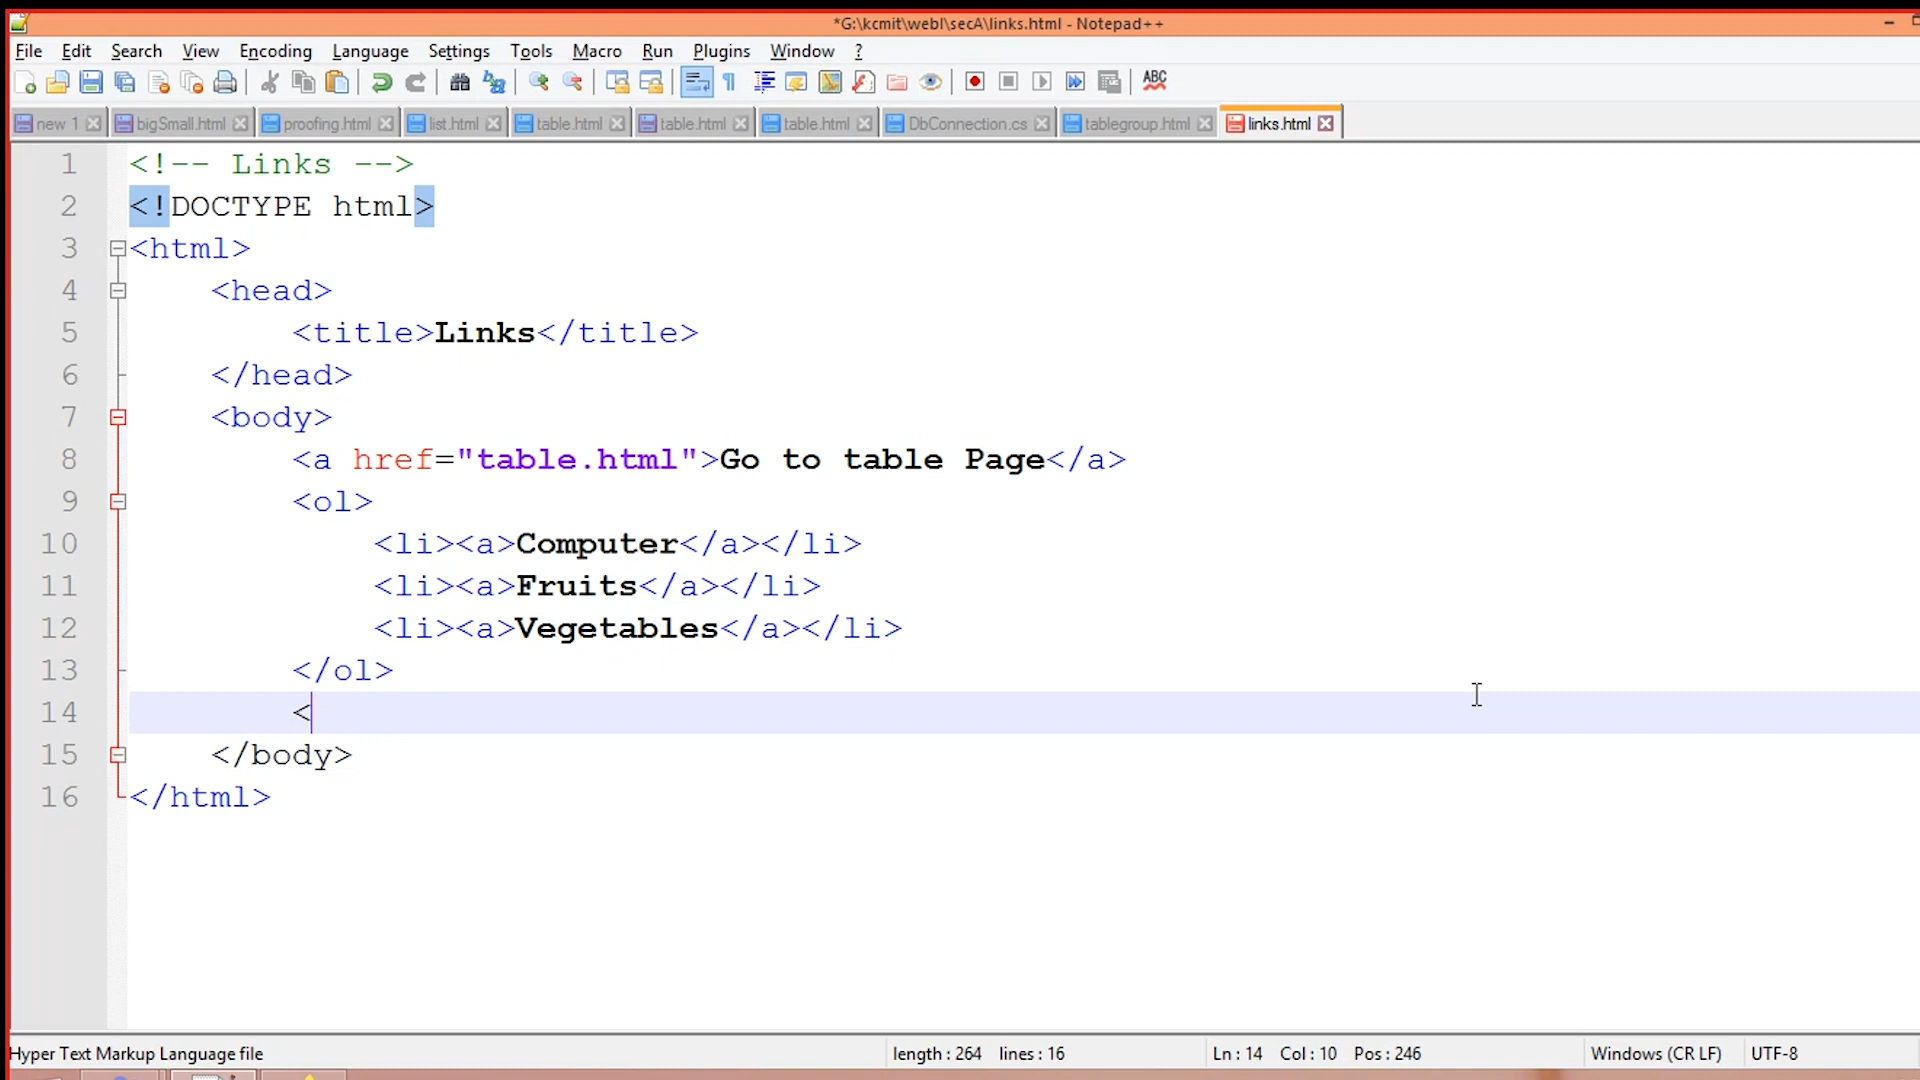 *G:\kcmit\webI\secA\links.html - Notepad++
File Edit Search View Encoding Language Settings Tools Macro Run Plugins Window ?
ABC
new 1 bigSmall.html proofing.html list.html table.html table.html table.html DbConnection.cs tablegroup.html links.html
1 <!-- Links -->
2 <!DOCTYPE html>
3 <html>
4 <head>
5 <title>Links</title>
6 </head>
7 <body>
8 <a href="table.html">Go to table Page</a>
9 <ol>
10 <li><a>Computer</a></li>
11 <li><a>Fruits</a></li>
12 <li><a>Vegetables</a></li>
13 </ol>
14 <
15 </body>
16 </html>
Hyper Text Markup Language file length : 264 lines : 16 Ln : 14 Col : 10 Pos : 246 Windows (CR LF) UTF-8